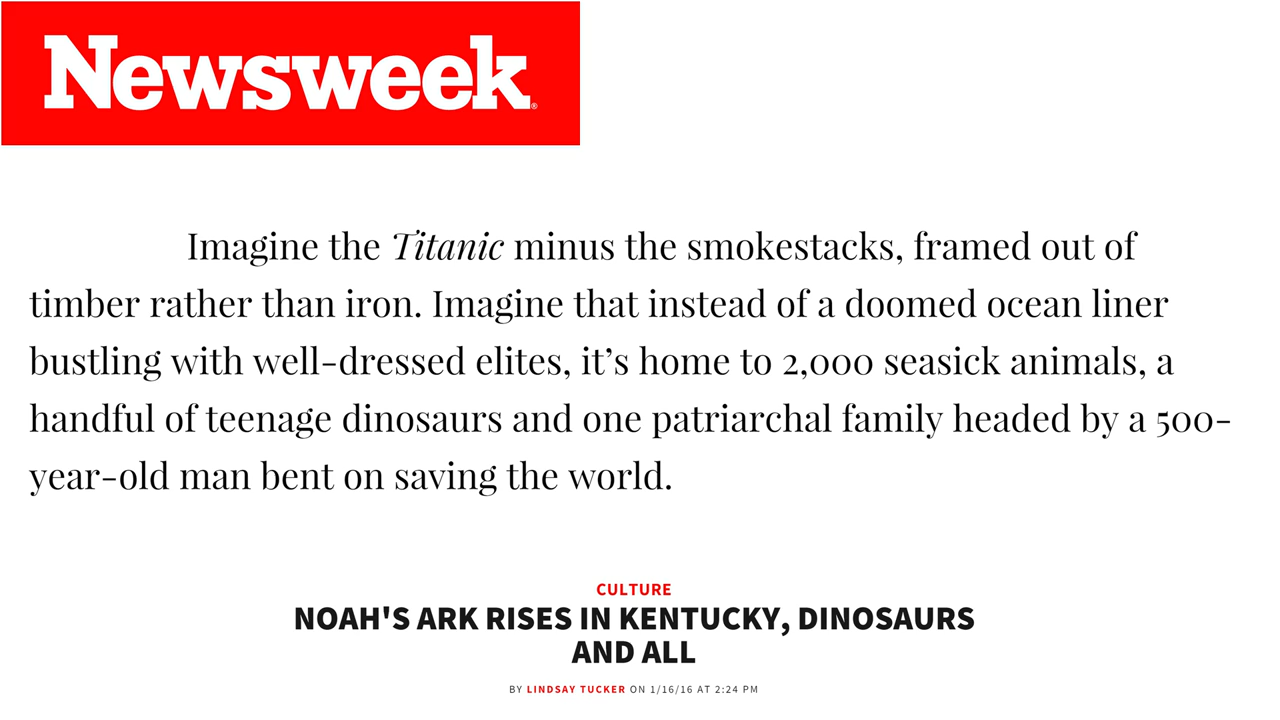 Newsweek®
Imagine the Titanic minus the smokestacks, framed out of
timber rather than iron. Imagine that instead of a doomed ocean liner
bustling with well-dressed elites, it’s home to 2,000 seasick animals, a
handful of teenage dinosaurs and one patriarchal family headed by a 500-
year-old man bent on saving the world.
CULTURE
NOAH'S ARK RISES IN KENTUCKY, DINOSAURS
AND ALL
BY LINDSAY TUCKER ON 1/16/16 AT 2:24 PM